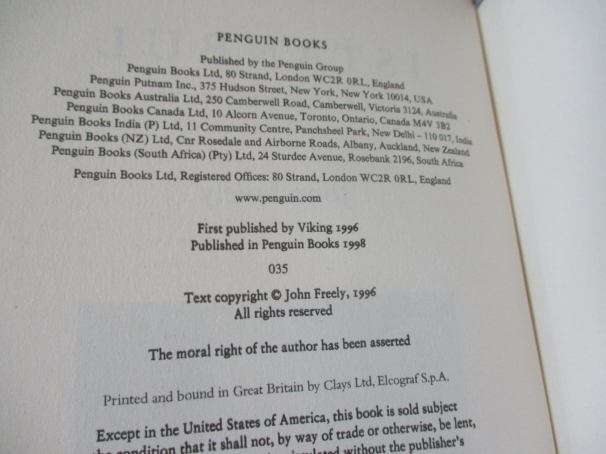 PENGUIN BOOKS
Published by the Penguin Group
Penguin Books Ltd, 80 Strand, London WC2R 0RL, England
Penguin Putnam Inc., 375 Hudson Street, New York, New York 10014, USA
Penguin Books Australia Ltd, 250 Camberwell Road, Camberwell, Victoria 3124, Australia
Penguin Books Canada Ltd, 10 Alcorn Avenue, Toronto, Ontario, Canada M4V 3B2
Penguin Books India (P) Ltd, 11 Community Centre, Panchsheel Park, New Delhi – 110 017, India
Penguin Books (NZ) Ltd, Cnr Rosedale and Airborne Roads, Albany, Auckland, New Zealand
Penguin Books (South Africa) (Pty) Ltd, 24 Sturdee Avenue, Rosebank 2196, South Africa
Penguin Books Ltd, Registered Offices: 80 Strand, London WC2R 0RL, England
www.penguin.com
First published by Viking 1996
Published in Penguin Books 1998
035
Text copyright © John Freely, 1996
All rights reserved
The moral right of the author has been asserted
Printed and bound in Great Britain by Clays Ltd, Elcograf S.p.A.
Except in the United States of America, this book is sold subject
condition that it shall not, by way of trade or otherwise, be lent,
without the publisher's